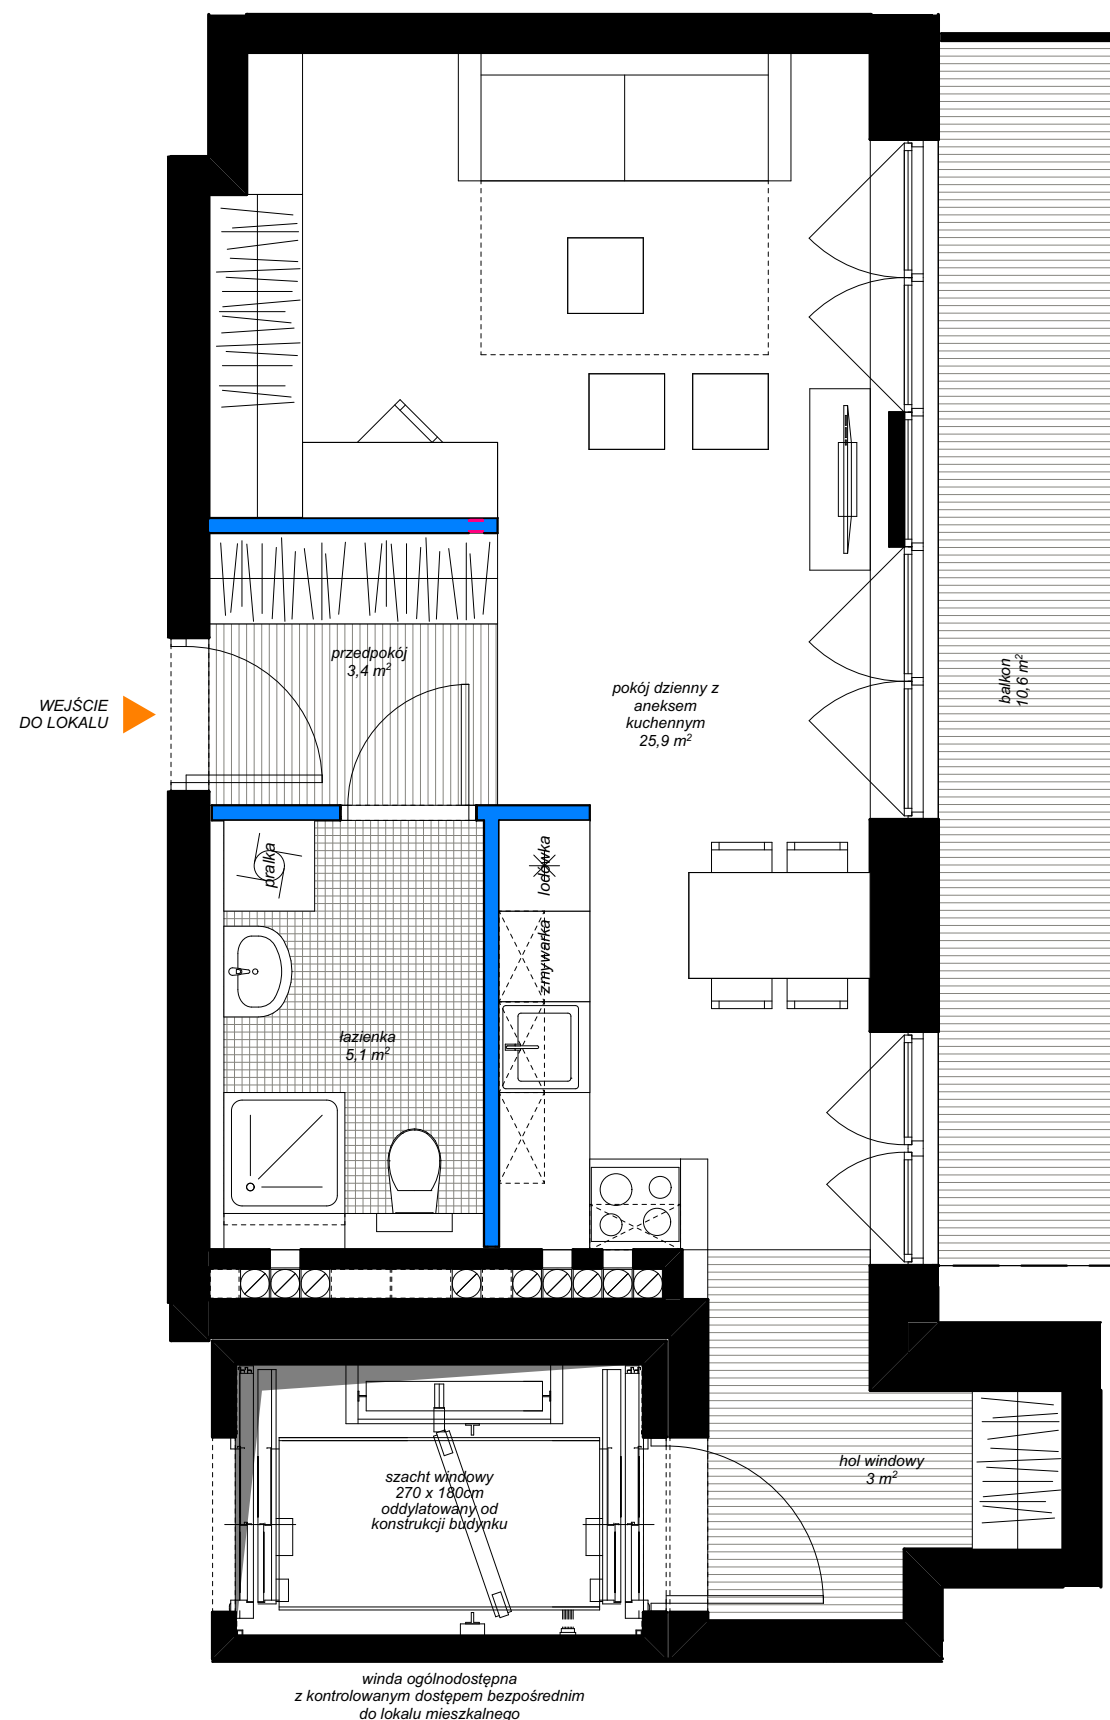 przedpokój
3,4 m²
WEJŚCIE
DO LOKALU
pokój dzienny z
aneksem
kuchennym
25,9 m²
balkon
10,6 m²
pralka
lodówka
zmywarka
łazienka
5,1 m²
hol windowy
3 m²
szacht windowy
270 x 180cm
oddylatowany od
konstrukcji budynku
winda ogólnodostępna
z kontrolowanym dostępem bezpośrednim
do lokalu mieszkalnego